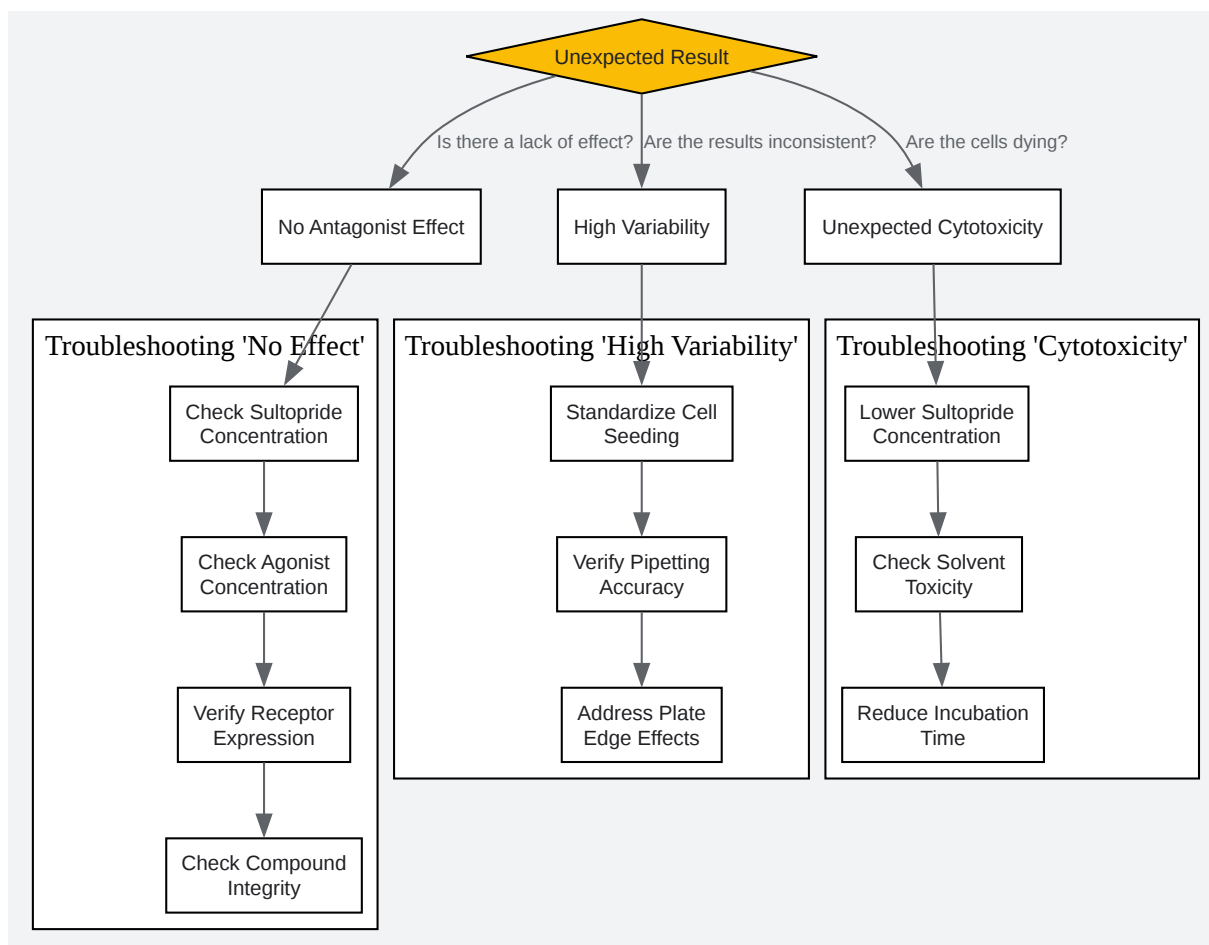 Unexpected Result
Is there a lack of effect?
Are the results inconsistent?
Are the cells dying?
No Antagonist Effect
High Variability
Unexpected Cytotoxicity
Troubleshooting 'No Effect'
Check Sultopride
Concentration
Check Agonist
Concentration
Verify Receptor
Expression
Check Compound
Integrity
Troubleshooting 'High Variability'
Standardize Cell
Seeding
Verify Pipetting
Accuracy
Address Plate
Edge Effects
Troubleshooting 'Cytotoxicity'
Lower Sultopride
Concentration
Check Solvent
Toxicity
Reduce Incubation
Time